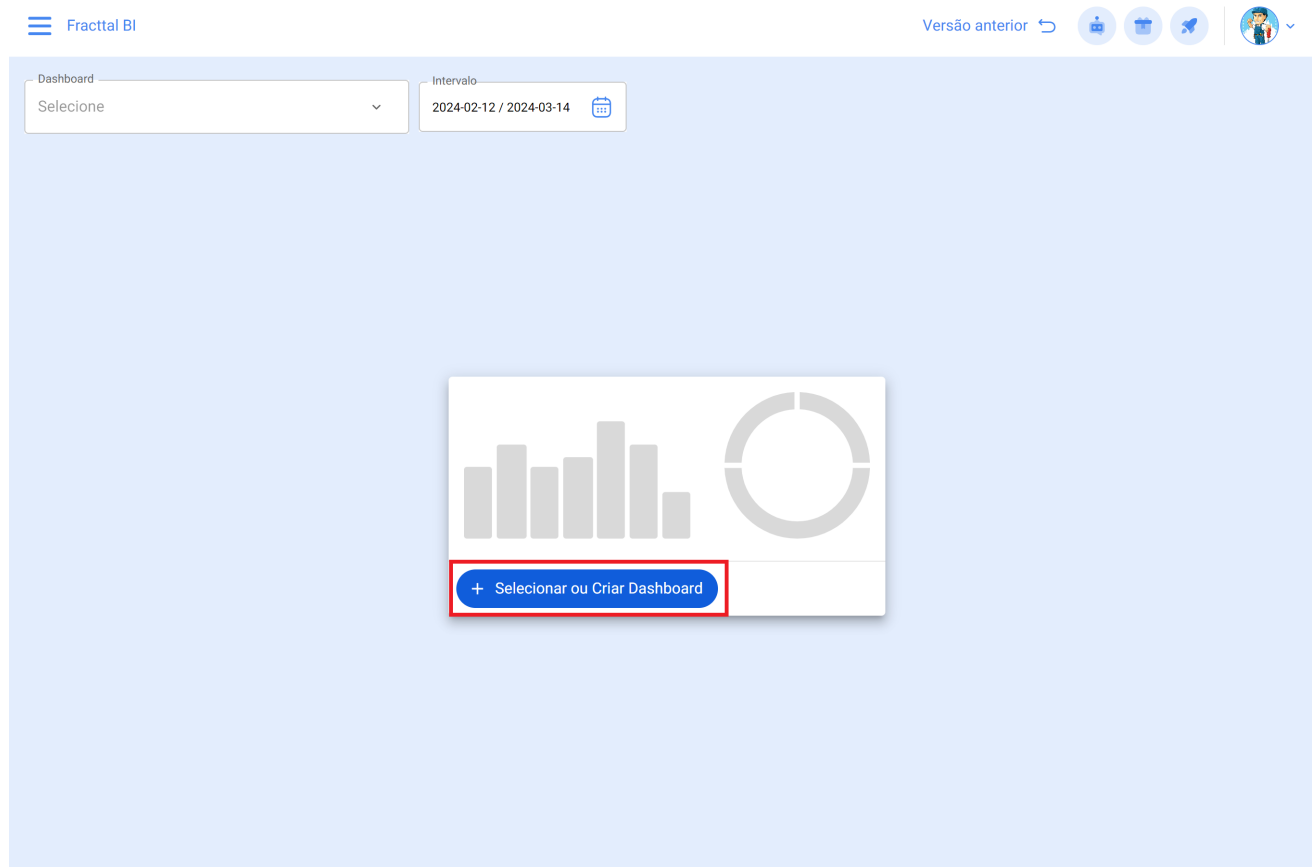 Fracttal BI
Versão anterior
Dashboard
Selecione
Intervalo
2024-02-12 / 2024-03-14
+ Selecionar ou Criar Dashboard